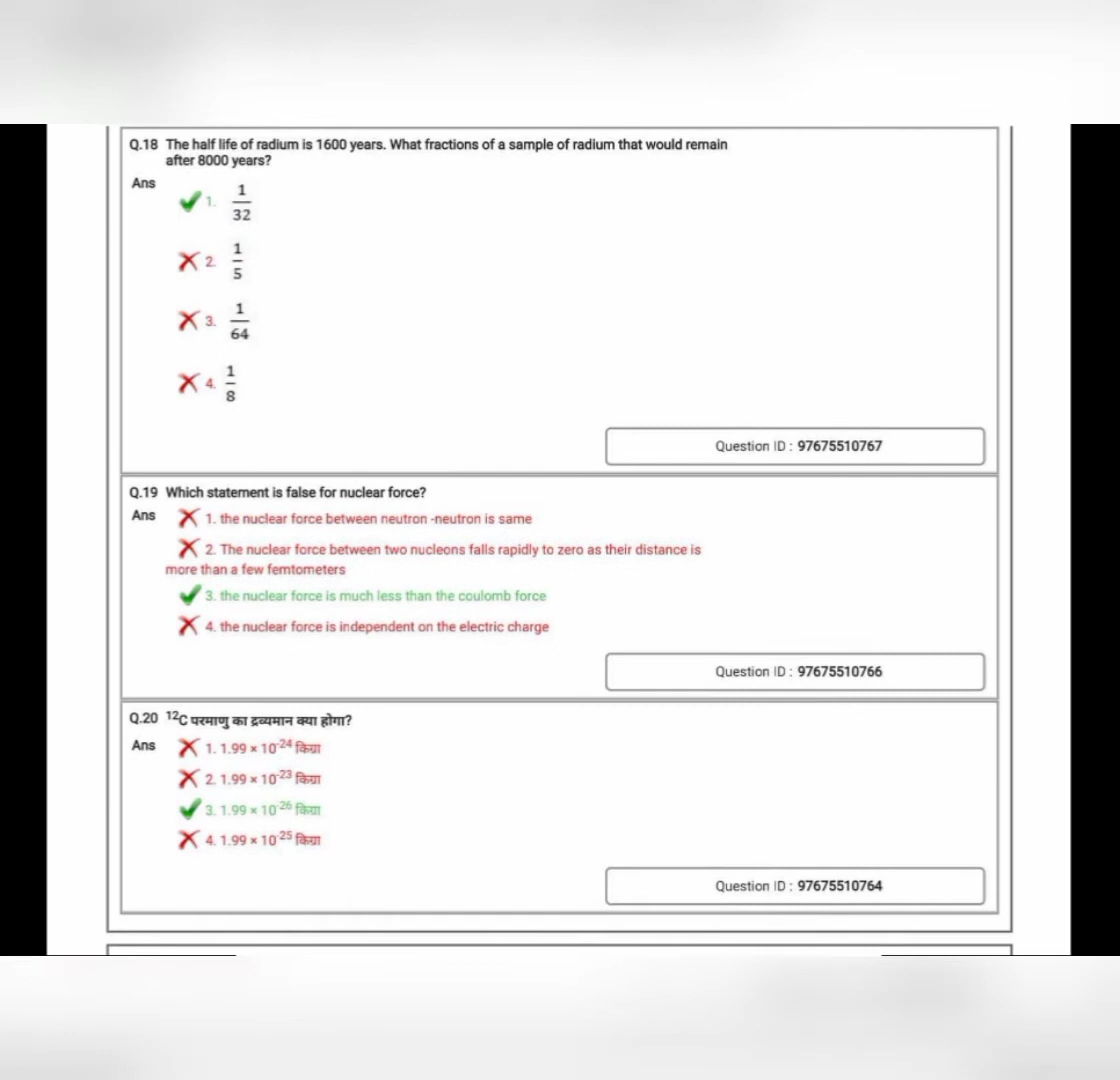 Q.18 The half life of radium is 1600 years. What fractions of a sample of radium that would remain
after 8000 years?
Ans
1. 1/32
2. 1/5
3. 1/64
4. 1/8
Question ID : 97675510767
Q.19 Which statement is false for nuclear force?
Ans 1. the nuclear force between neutron -neutron is same
2. The nuclear force between two nucleons falls rapidly to zero as their distance is
more than a few femtometers
3. the nuclear force is much less than the coulomb force
4. the nuclear force is independent on the electric charge
Question ID : 97675510766
Q.20 ¹²C परमाणु का द्रव्यमान क्या होगा?
Ans 1. 1.99 × 10⁻²⁴ किग्रा
2. 1.99 × 10⁻²³ किग्रा
3. 1.99 × 10⁻²⁶ किग्रा
4. 1.99 × 10⁻²⁵ किग्रा
Question ID : 97675510764